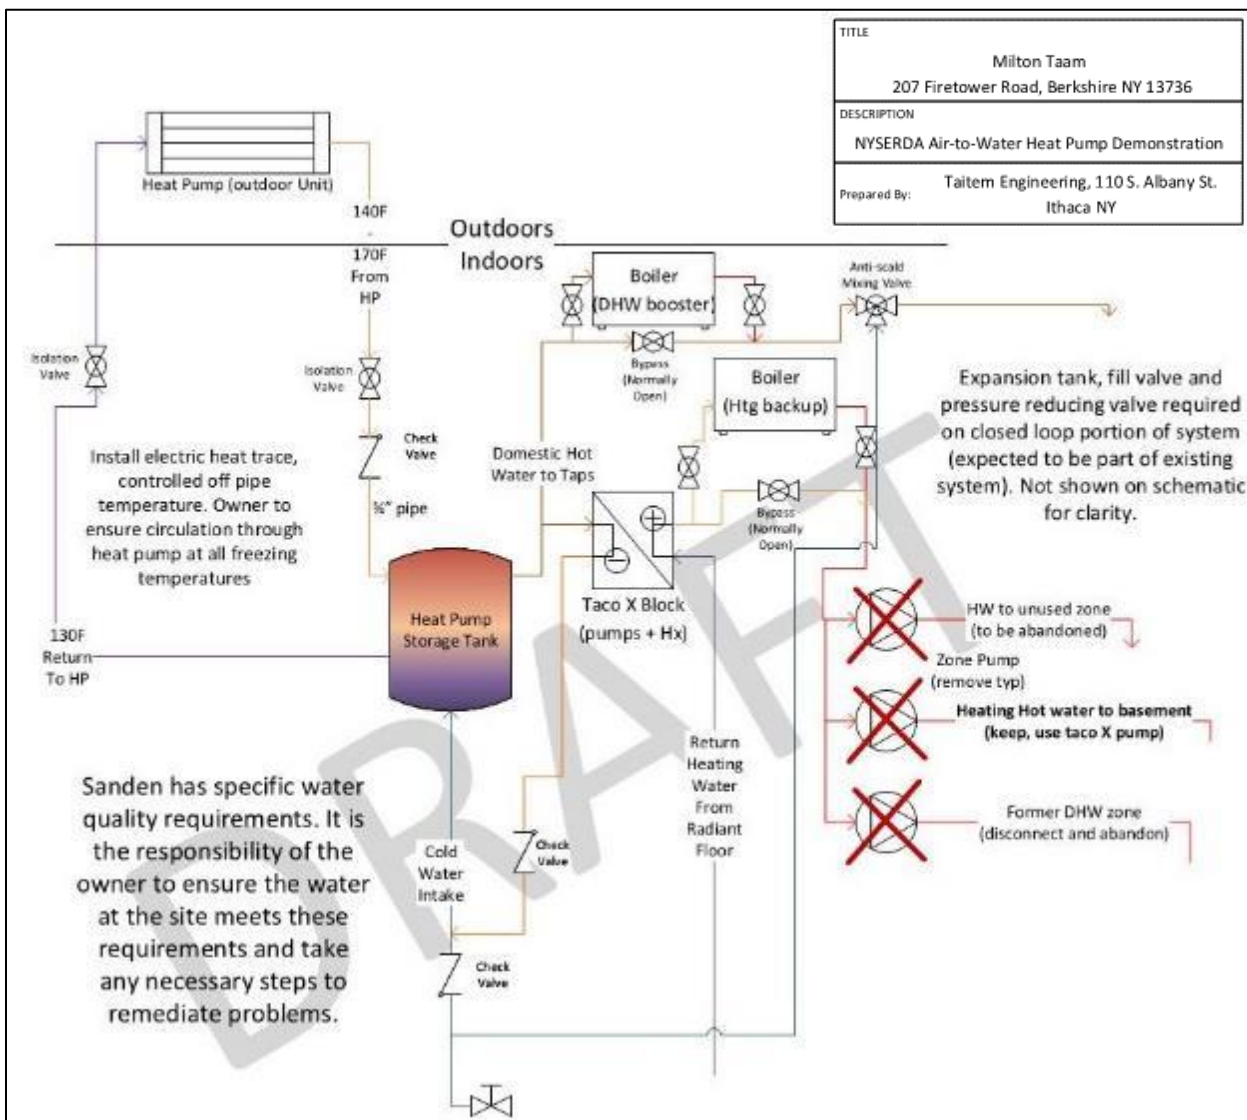 TITLE
Milton Taam
207 Firetower Road, Berkshire NY 13736
DESCRIPTION
NYSERDA Air-to-Water Heat Pump Demonstration
Prepared By:
Taitem Engineering, 110 S. Albany St.
Ithaca NY
Heat Pump (outdoor Unit)
140F
-
170F
From
HP
Outdoors
Indoors
Boiler
(DHW booster)
Anti-scald
Mixing Valve
Isolation
Valve
Isolation
Valve
Bypass
(Normally
Open)
Boiler
(Htg backup)
Expansion tank, fill valve and
pressure reducing valve required
on closed loop portion of system
(expected to be part of existing
system). Not shown on schematic
for clarity.
Check
Valve
Install electric heat trace,
controlled off pipe
temperature. Owner to
ensure circulation through
heat pump at all freezing
temperatures
Domestic Hot
Water to Taps
¾" pipe
Bypass
(Normally
Open)
Heat Pump
Storage Tank
Taco X Block
(pumps + Hx)
130F
Return
To HP
HW to unused zone
(to be abandoned)
Zone Pump
(remove typ)
Heating Hot water to basement
(keep, use taco X pump)
Return
Heating
Water
From
Radiant
Floor
Former DHW zone
(disconnect and abandon)
Sanden has specific water
quality requirements. It is
the responsibility of the
owner to ensure the water
at the site meets these
requirements and take
any necessary steps to
remediate problems.
Cold
Water
Intake
Check
Valve
Check
Valve
DRAFT